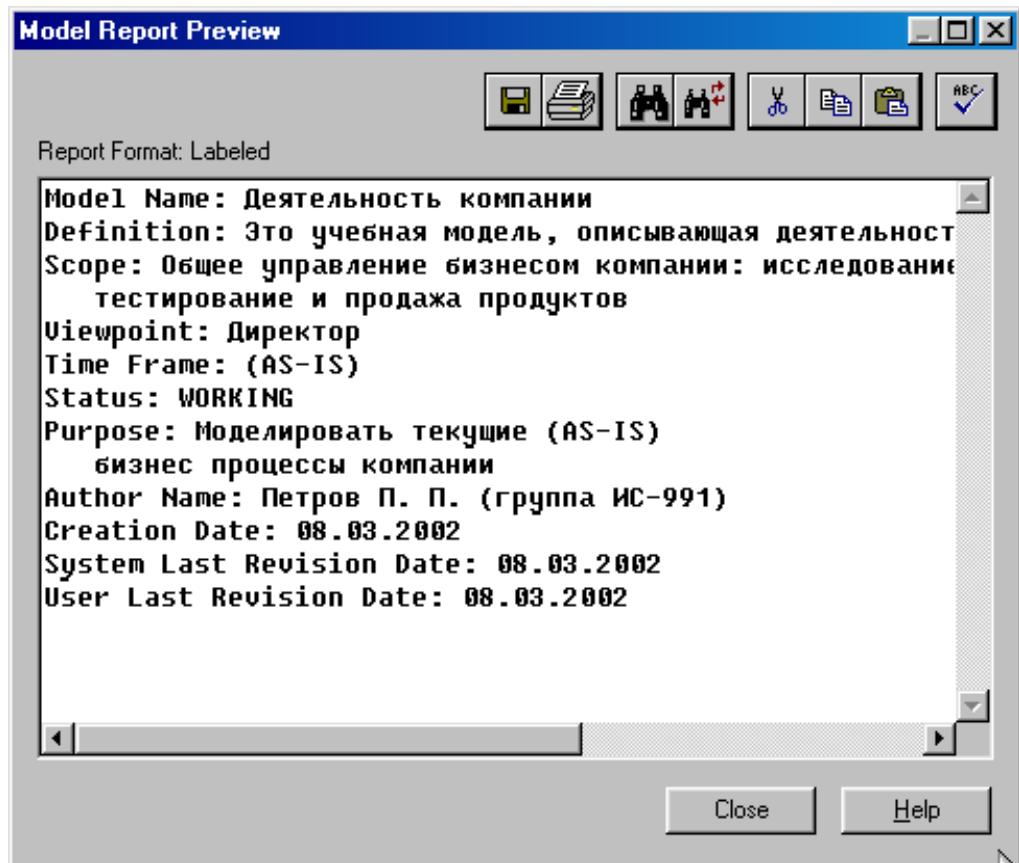 Model Report Preview
ABC
Report Format: Labeled
Model Name: Деятельность компании
Definition: Это учебная модель, описывающая деятельност
Scope: Общее управление бизнесом компании: исследование
тестирование и продажа продуктов
Viewpoint: Директор
Time Frame: (AS-IS)
Status: WORKING
Purpose: Моделировать текущие (AS-IS)
бизнес процессы компании
Author Name: Петров П. П. (группа ИС-991)
Creation Date: 08.03.2002
System Last Revision Date: 08.03.2002
User Last Revision Date: 08.03.2002
Close Help